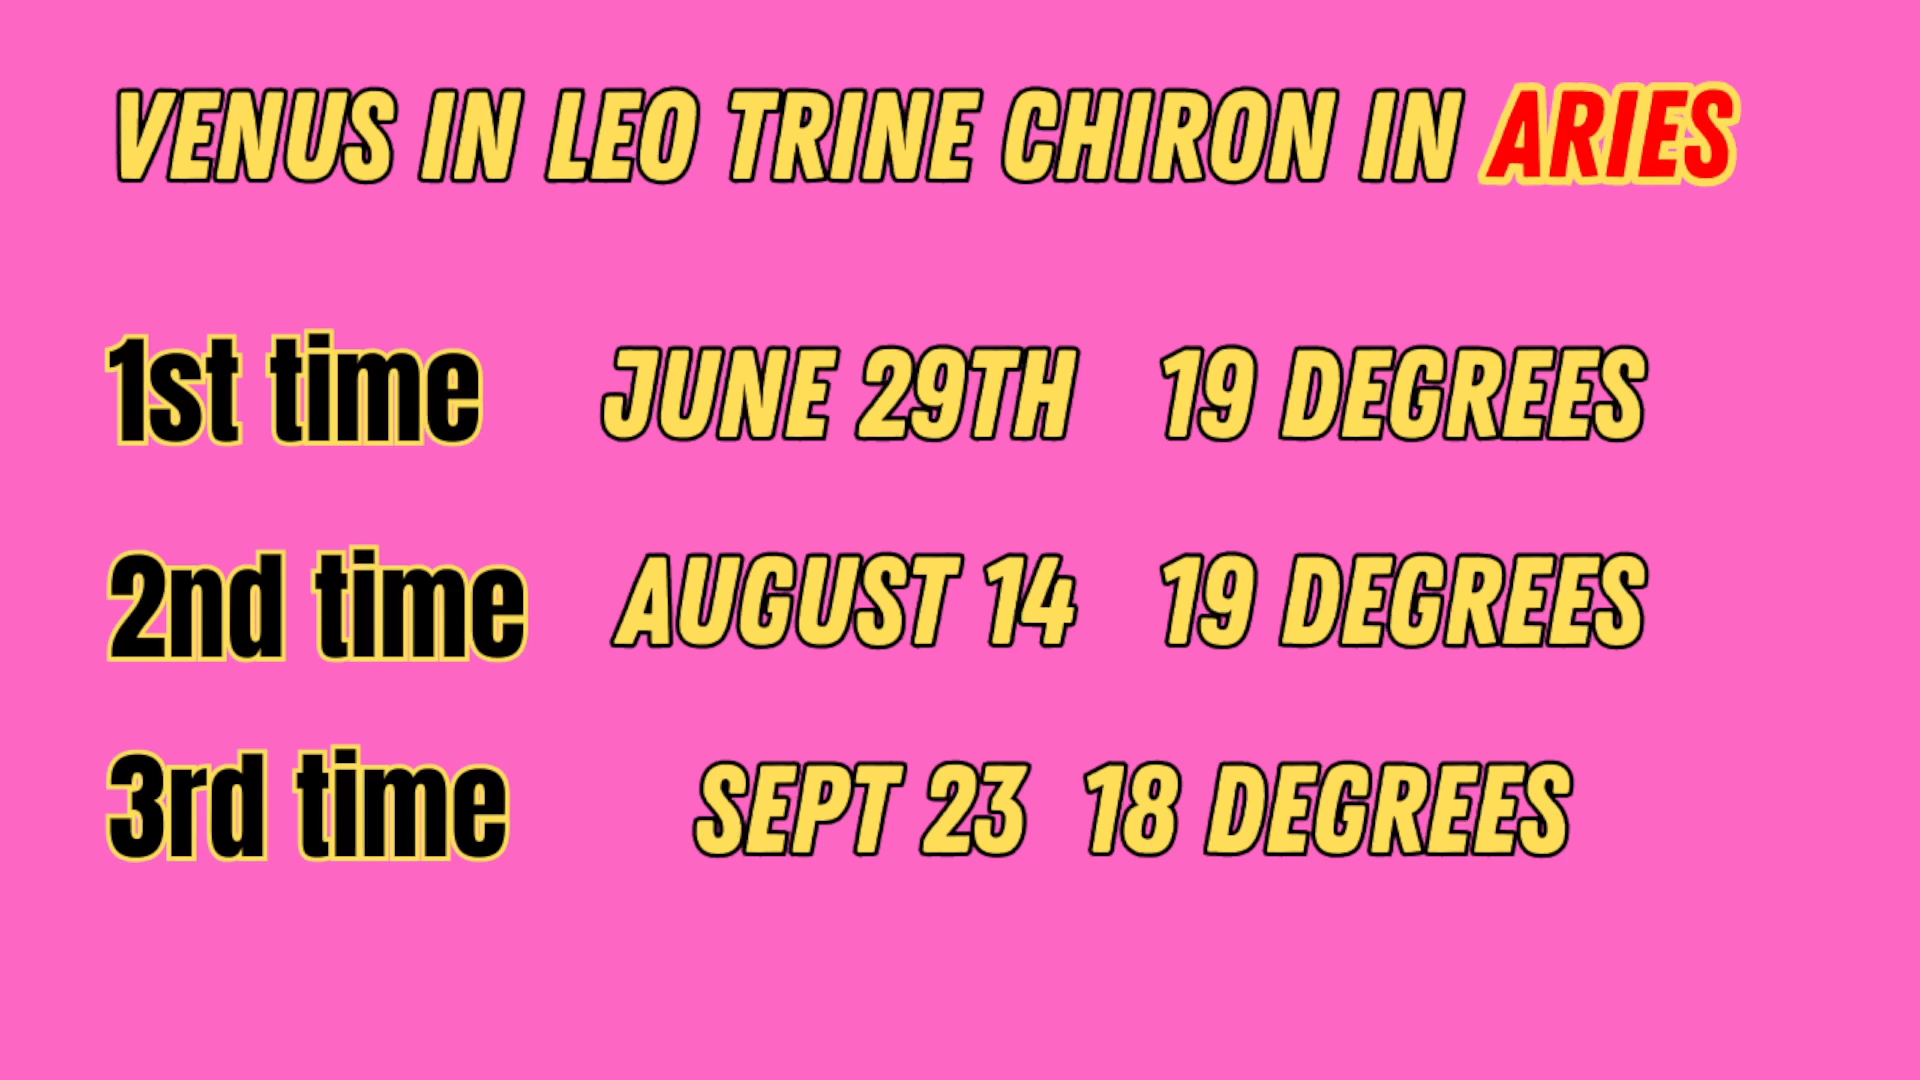 VENUS IN LEO TRINE CHIRON IN ARIES
1st time JUNE 29TH 19 DEGREES
2nd time AUGUST 14 19 DEGREES
3rd time SEPT 23 18 DEGREES